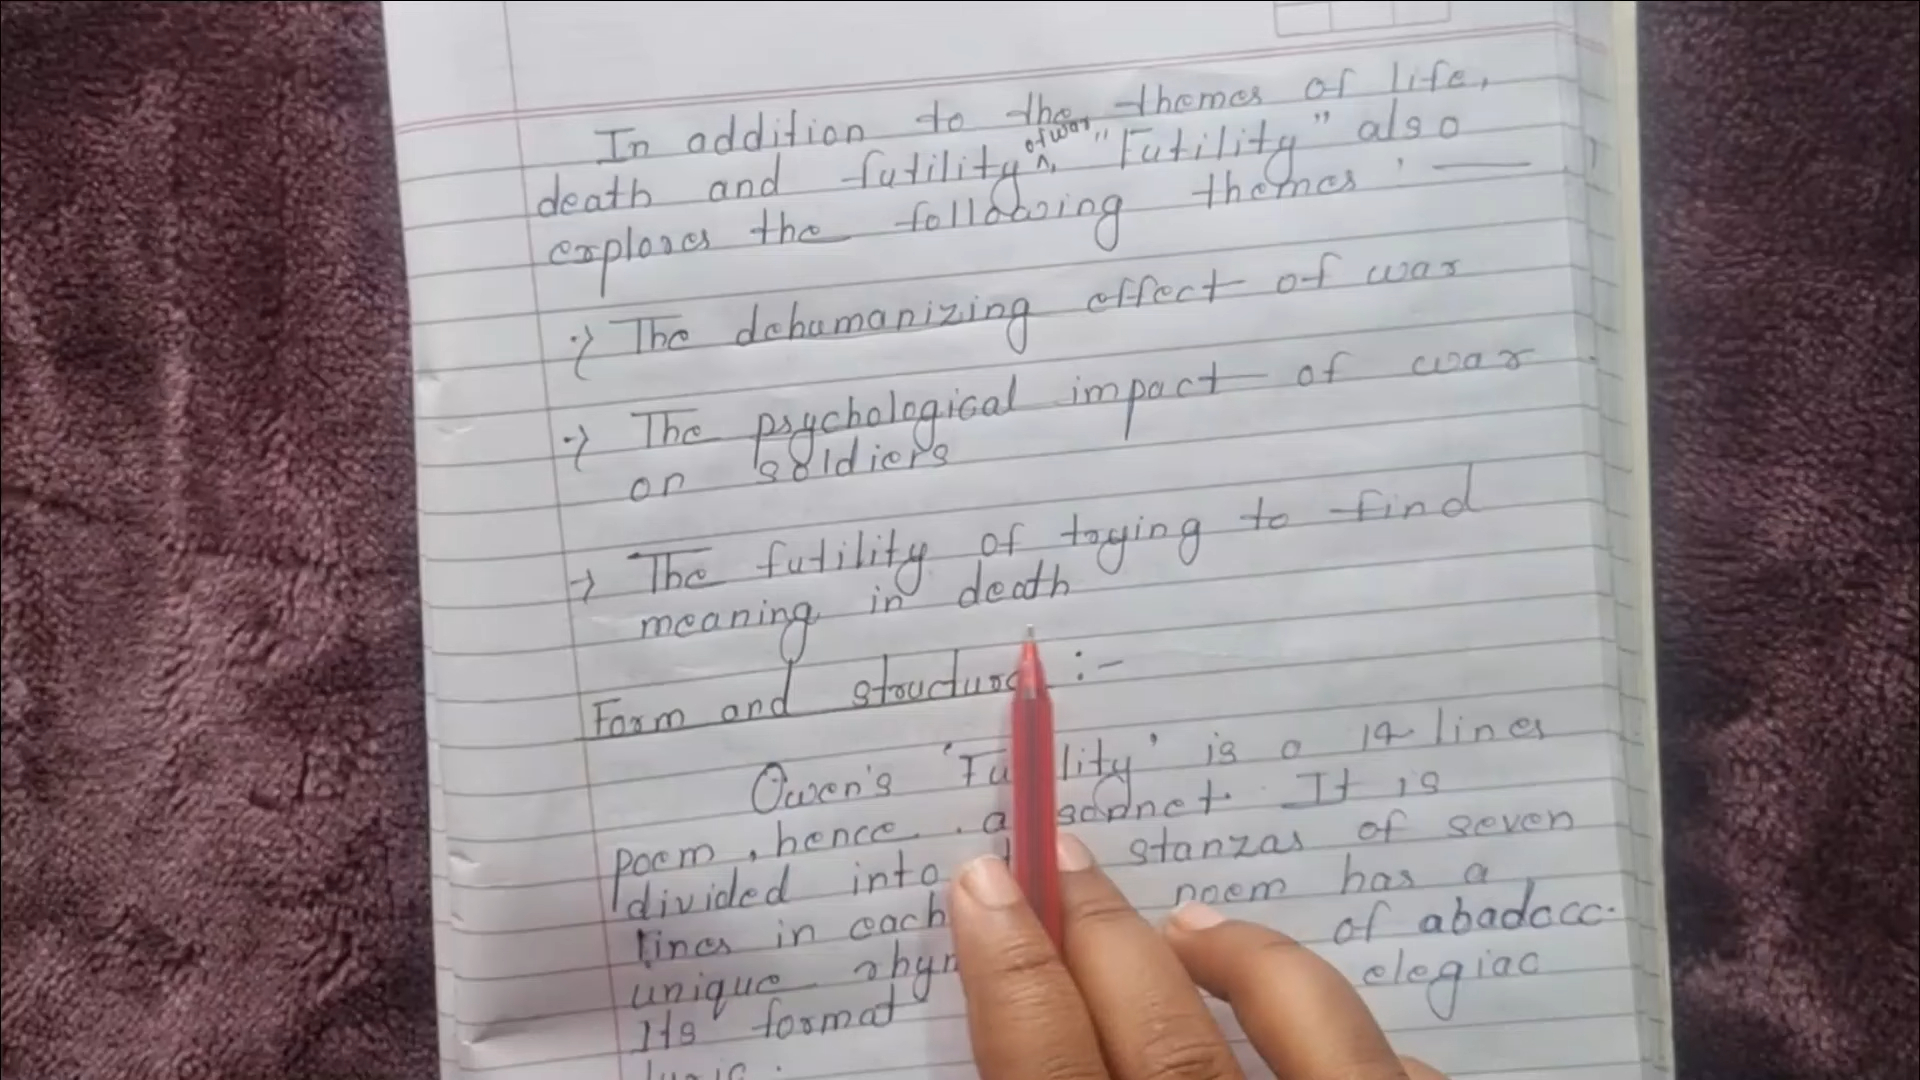 In addition to the themes of life,
death and futility of war, "Futility" also
explores the following themes : —
→ The dehumanizing effect of war
→ The psychological impact of war
on soldiers
→ The futility of trying to find
meaning in death
Form and structure :-
Owen's 'Futility' is a 14 lines
poem, hence a sonnet. It is
divided into stanzas of seven
lines in each poem has a
unique of abadacc.
Its format elegiac